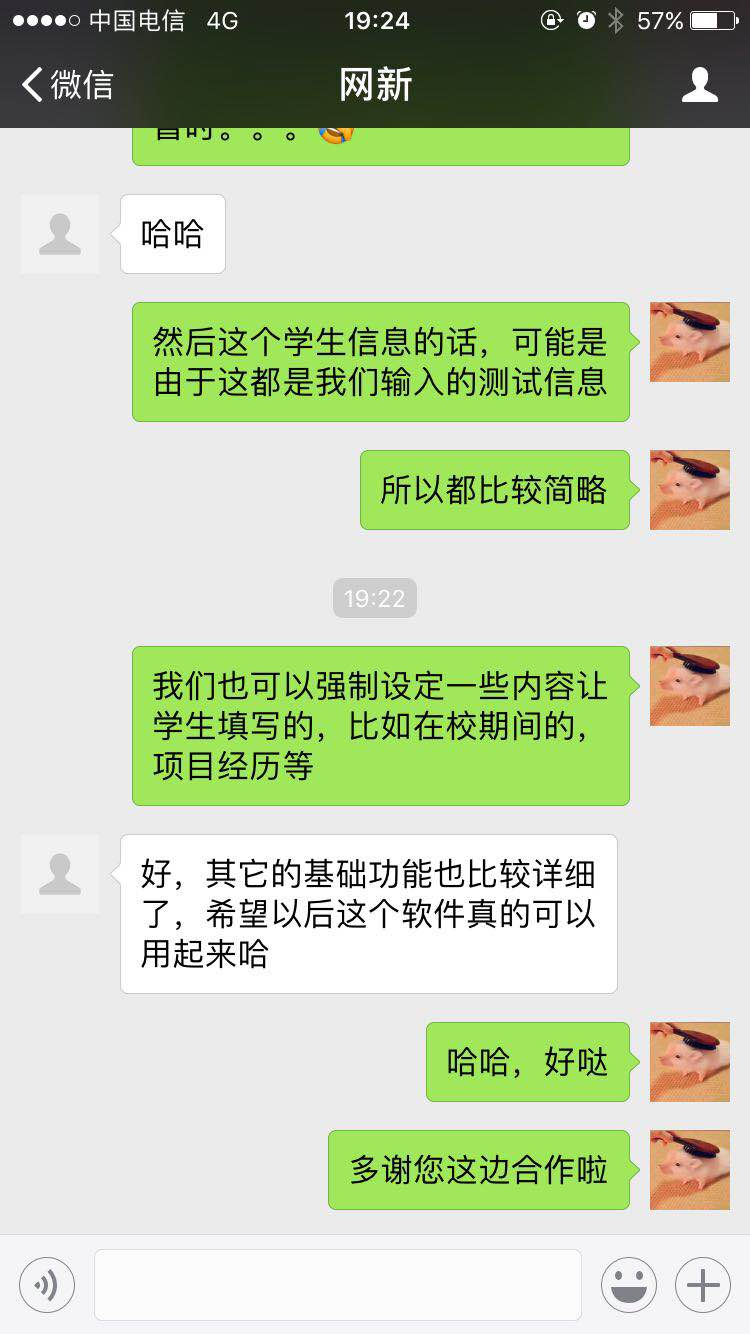 中国电信 4G 19:24 57%
微信 网新
暂时。。。
哈哈
然后这个学生信息的话，可能是
由于这都是我们输入的测试信息
所以都比较简略
19:22
我们也可以强制设定一些内容让
学生填写的，比如在校期间的，
项目经历等
好，其它的基础功能也比较详细
了，希望以后这个软件真的可以
用起来哈
哈哈，好哒
多谢您这边合作啦